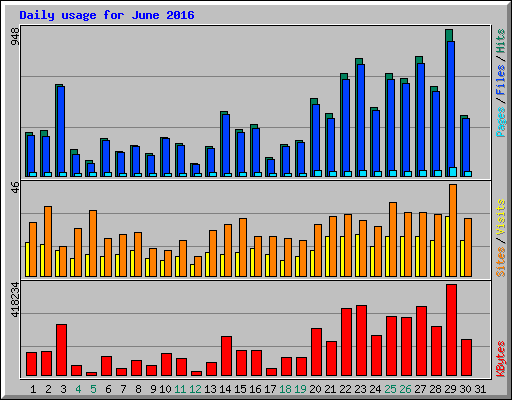 Daily usage for June 2016
948
Pages/Files/Hits
46
Sites/Visits
418234
KBytes
1 2 3 4 5 6 7 8 9 10 11 12 13 14 15 16 17 18 19 20 21 22 23 24 25 26 27 28 29 30 31